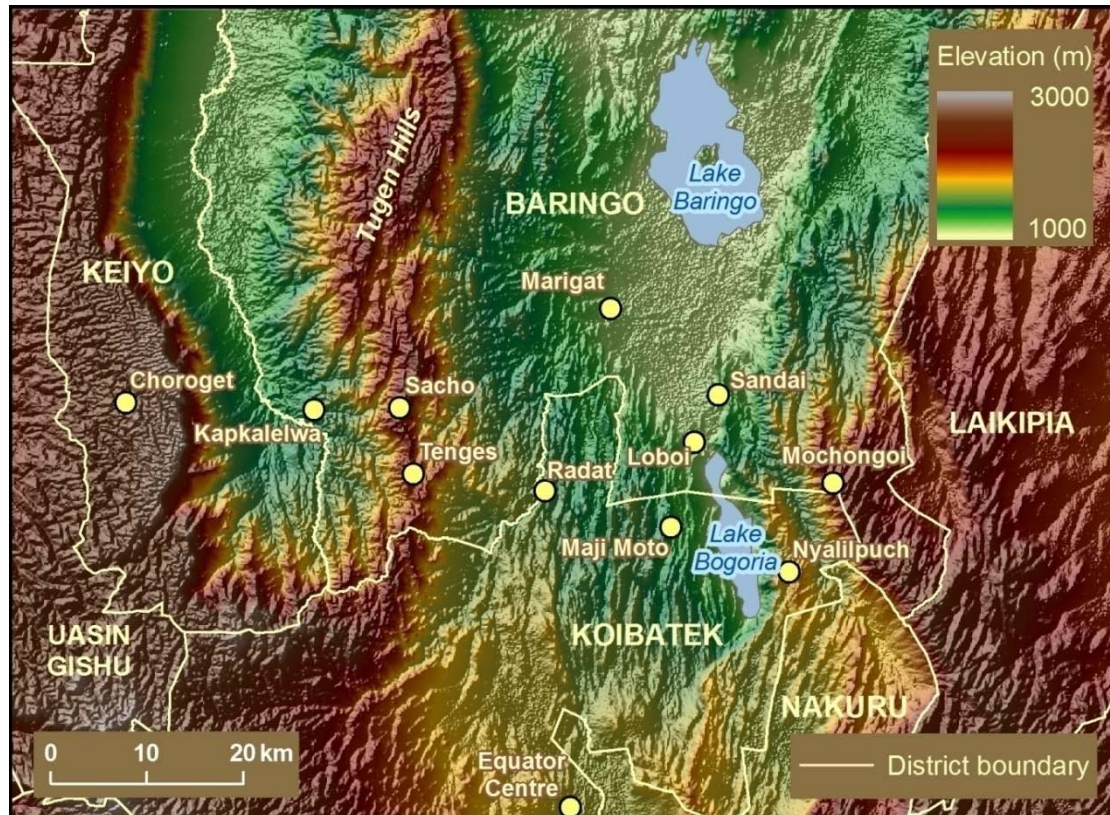 Elevation (m)
3000
1000
Tugen Hills
Lake
Baringo
BARINGO
KEIYO
Marigat
Choroget
Sacho
Sandai
Kapkalelwa
LAIKIPIA
Tenges
Radat
Loboi
Mochongoi
Maji Moto
Lake
Bogoria
Nyalilpuch
UASIN
GISHU
KOIBATEK
NAKURU
0 10 20 km
Equator
Centre
District boundary